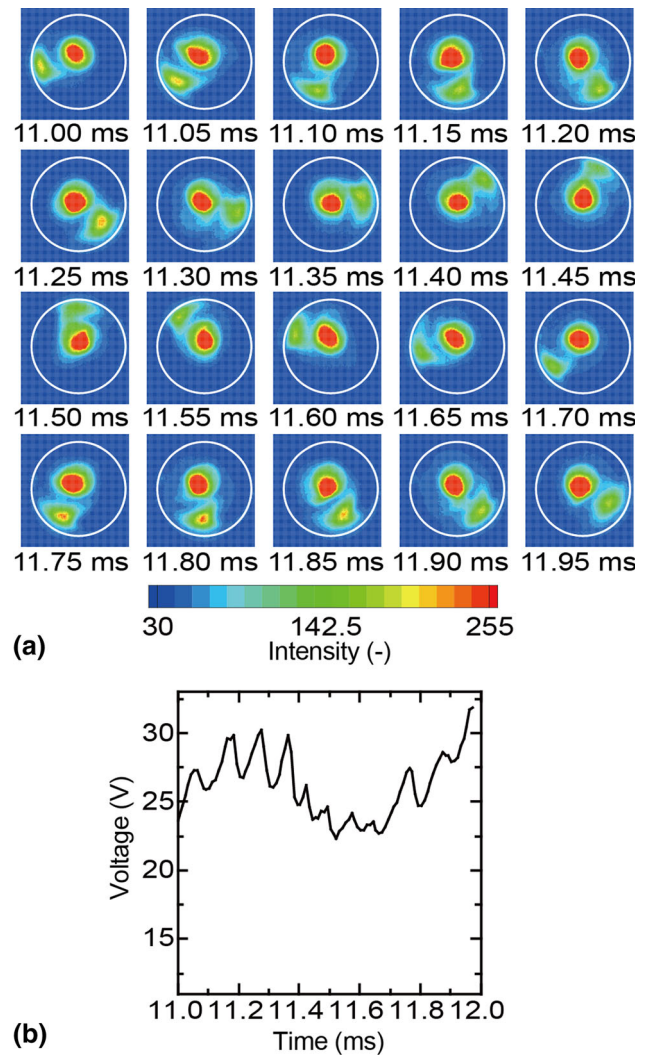 11.00 ms 11.05 ms 11.10 ms 11.15 ms 11.20 ms
11.25 ms 11.30 ms 11.35 ms 11.40 ms 11.45 ms
11.50 ms 11.55 ms 11.60 ms 11.65 ms 11.70 ms
11.75 ms 11.80 ms 11.85 ms 11.90 ms 11.95 ms
30 142.5 255
(a) Intensity (-)
30
25
20
15
Voltage (V)
11.0 11.2 11.4 11.6 11.8 12.0
(b) Time (ms)